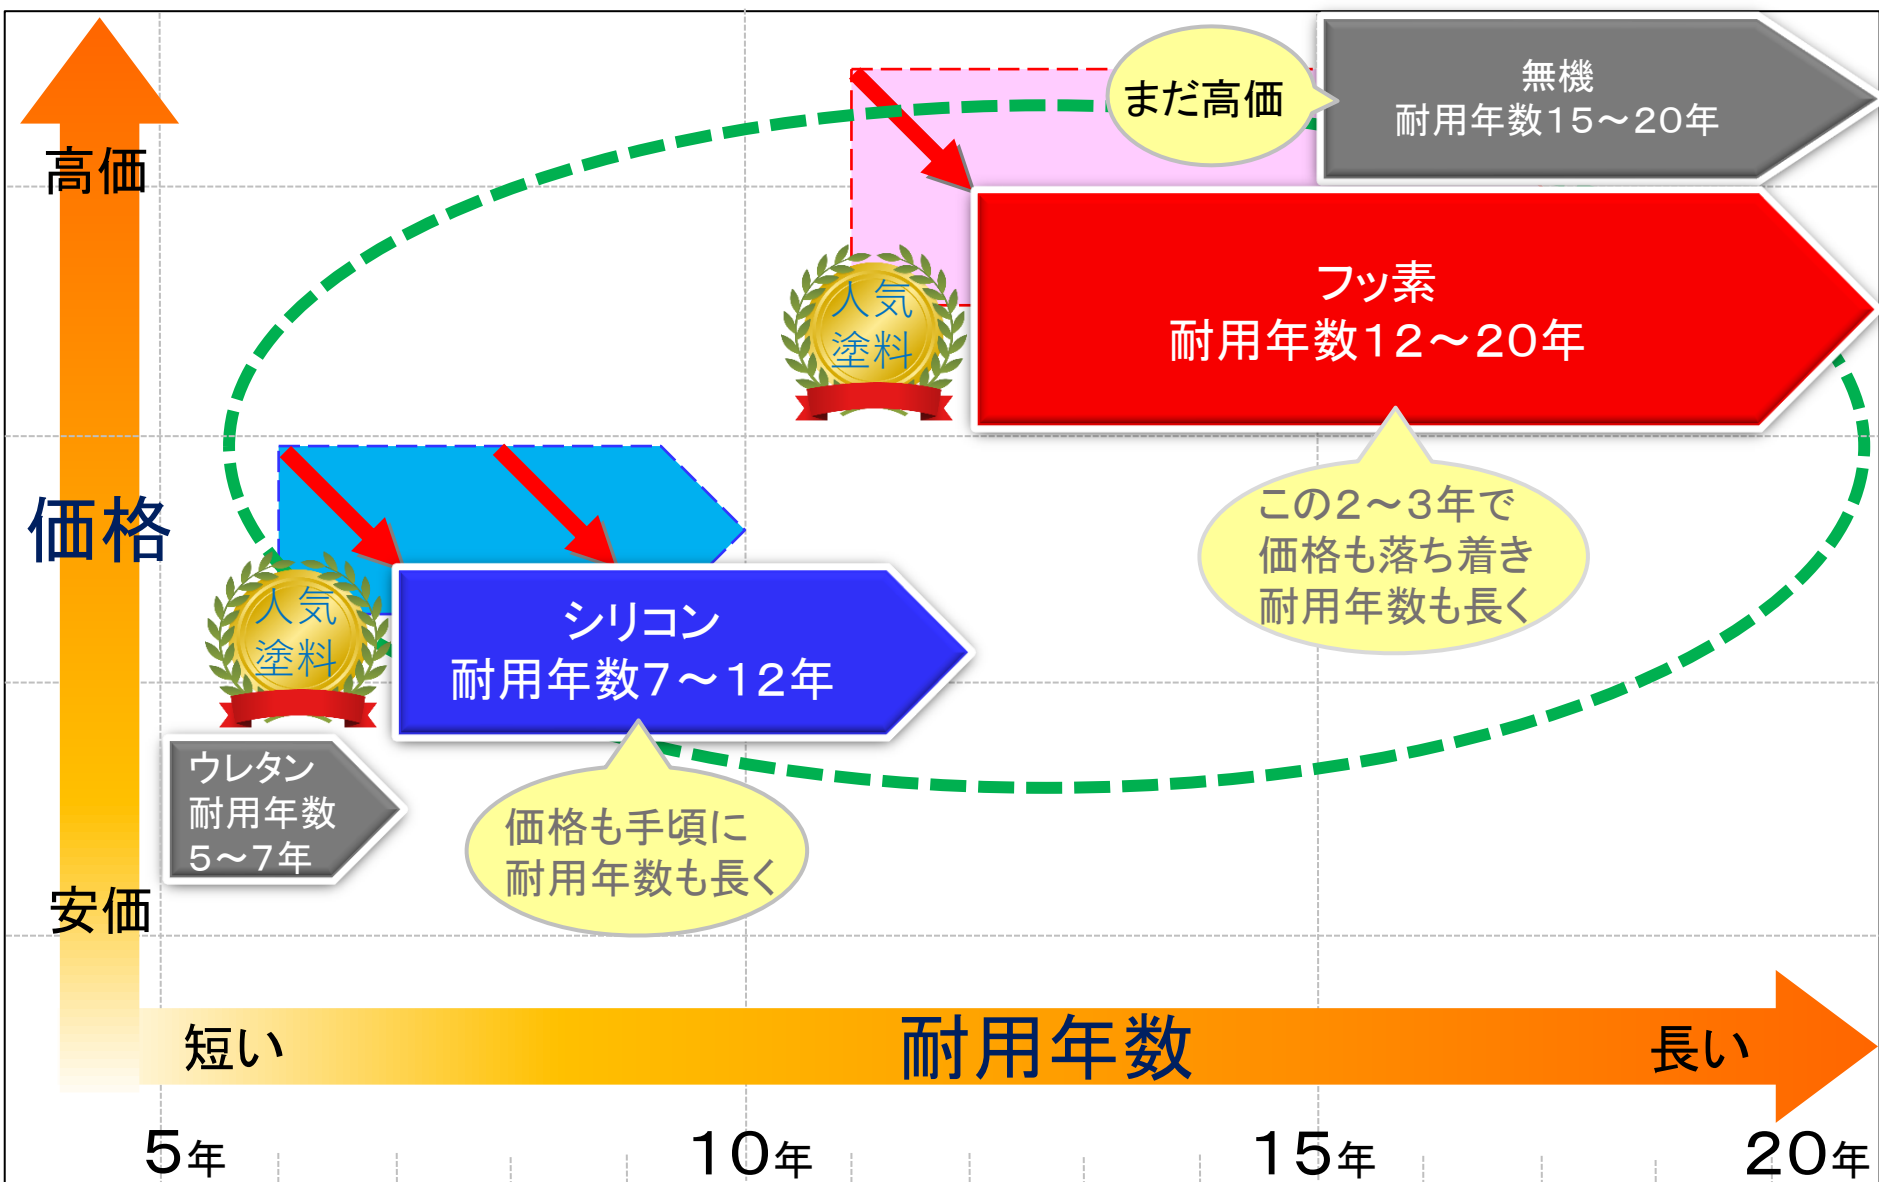 高価
価格
安価
まだ高価
無機
耐用年数15～20年
人気
塗料
フッ素
耐用年数12～20年
この2～3年で
価格も落ち着き
耐用年数も長く
人気
塗料
シリコン
耐用年数7～12年
ウレタン
耐用年数
5～7年
価格も手頃に
耐用年数も長く
短い
耐用年数
長い
5年
10年
15年
20年